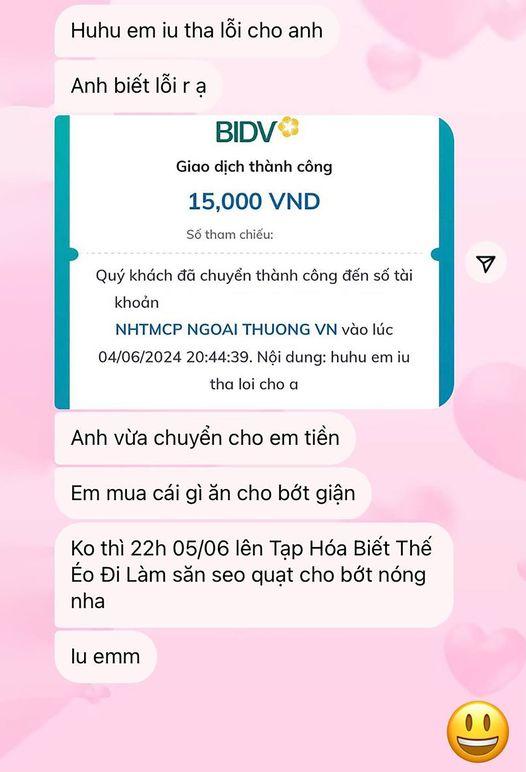 Huhu em iu tha lỗi cho anh
Anh biết lỗi r ạ
BIDV
Giao dịch thành công
15,000 VND
Số tham chiếu:
Quý khách đã chuyển thành công đến số tài
khoản
NHTMCP NGOAI THUONG VN vào lúc
04/06/2024 20:44:39. Nội dung: huhu em iu
tha loi cho a
Anh vừa chuyển cho em tiền
Em mua cái gì ăn cho bớt giận
Ko thì 22h 05/06 lên Tạp Hóa Biết Thế
Éo Đi Làm săn seo quạt cho bớt nóng
nha
Iu emm